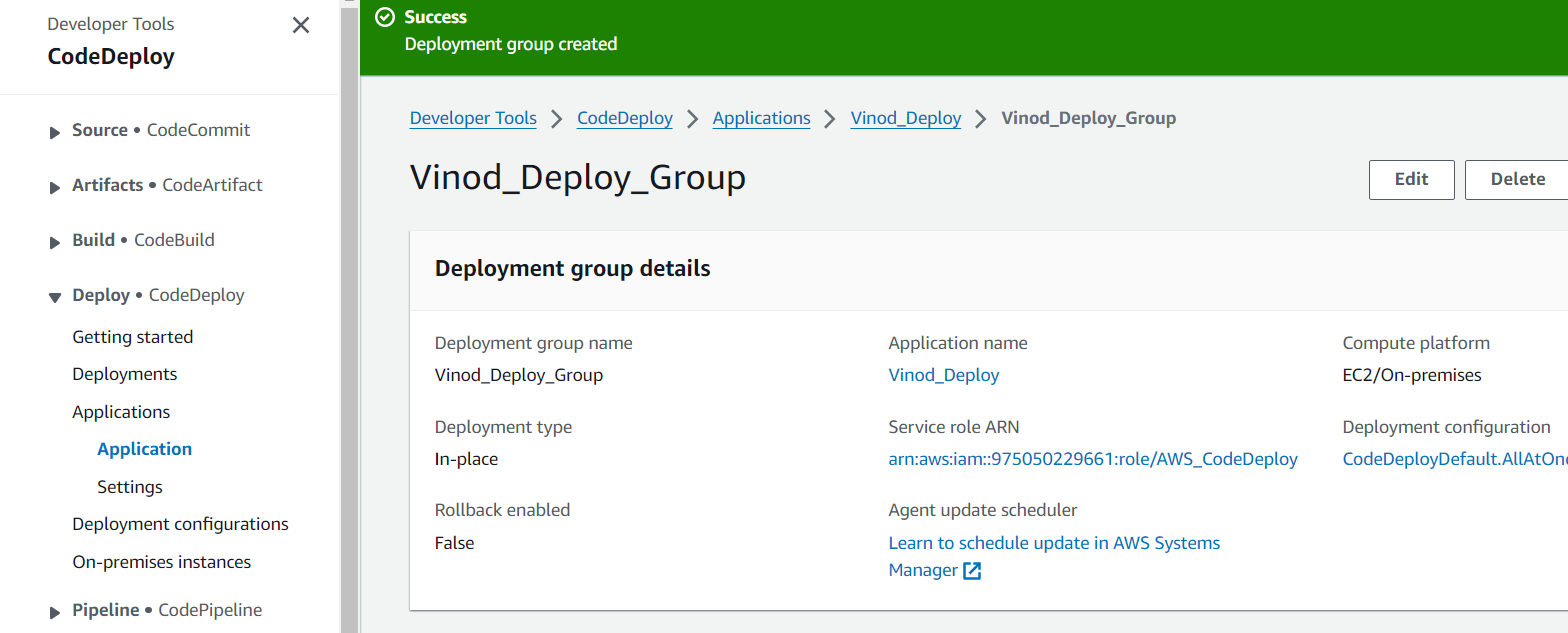 Developer Tools
CodeDeploy
Source • CodeCommit
Artifacts • CodeArtifact
Build • CodeBuild
Deploy • CodeDeploy
Getting started
Deployments
Applications
Application
Settings
Deployment configurations
On-premises instances
Pipeline • CodePipeline
Success
Deployment group created
Developer Tools > CodeDeploy > Applications > Vinod_Deploy > Vinod_Deploy_Group
Vinod_Deploy_Group
Edit
Delete
Deployment group details
Deployment group name
Vinod_Deploy_Group
Application name
Vinod_Deploy
Compute platform
EC2/On-premises
Deployment type
In-place
Service role ARN
arn:aws:iam::975050229661:role/AWS_CodeDeploy
Deployment configuration
Rollback enabled
False
Agent update scheduler
Learn to schedule update in AWS Systems
Manager